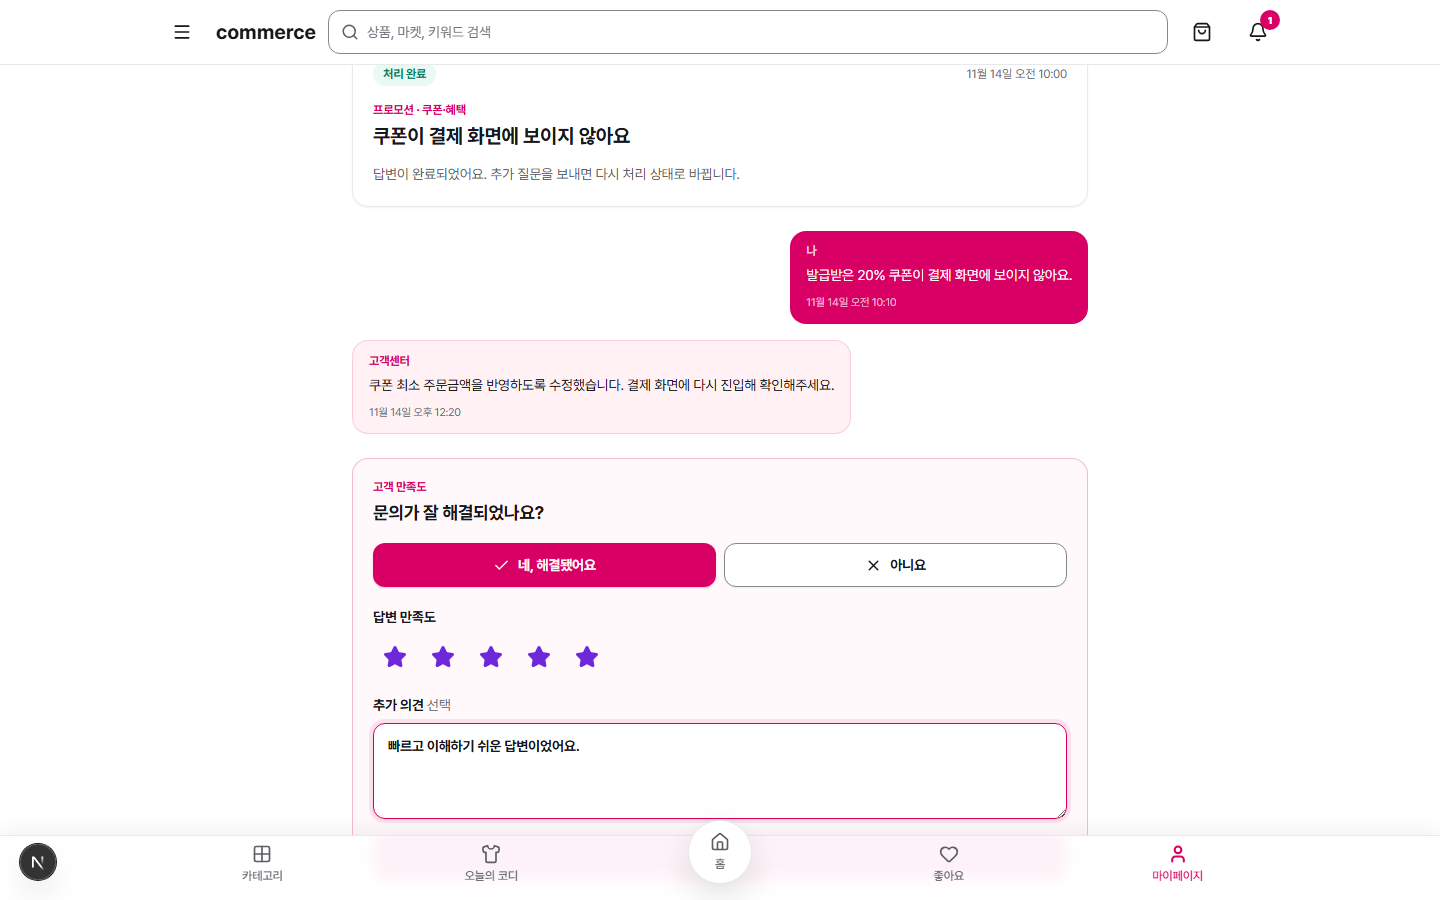 commerce
상품, 마켓, 키워드 검색
1
처리 완료
11월 14일 오전 10:00
프로모션 · 쿠폰·혜택
쿠폰이 결제 화면에 보이지 않아요
답변이 완료되었어요. 추가 질문을 보내면 다시 처리 상태로 바뀝니다.
나
발급받은 20% 쿠폰이 결제 화면에 보이지 않아요.
11월 14일 오전 10:10
고객센터
쿠폰 최소 주문금액을 반영하도록 수정했습니다. 결제 화면에 다시 진입해 확인해주세요.
11월 14일 오후 12:20
고객 만족도
문의가 잘 해결되었나요?
네, 해결됐어요
아니요
답변 만족도
추가 의견 선택
빠르고 이해하기 쉬운 답변이었어요.
N
카테고리
오늘의 코디
홈
좋아요
마이페이지